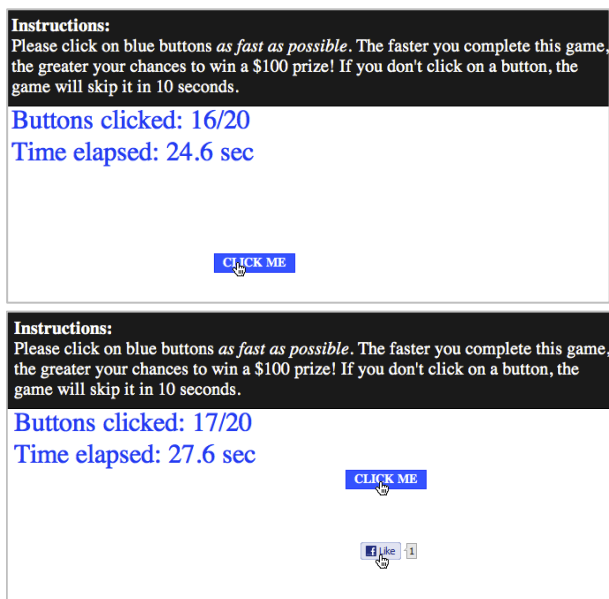 Instructions:
Please click on blue buttons as fast as possible. The faster you complete this game,
the greater your chances to win a $100 prize! If you don't click on a button, the
game will skip it in 10 seconds.
Buttons clicked: 16/20
Time elapsed: 24.6 sec
CLICK ME
Instructions:
Please click on blue buttons as fast as possible. The faster you complete this game,
the greater your chances to win a $100 prize! If you don't click on a button, the
game will skip it in 10 seconds.
Buttons clicked: 17/20
Time elapsed: 27.6 sec
CLICK ME
f Like 1